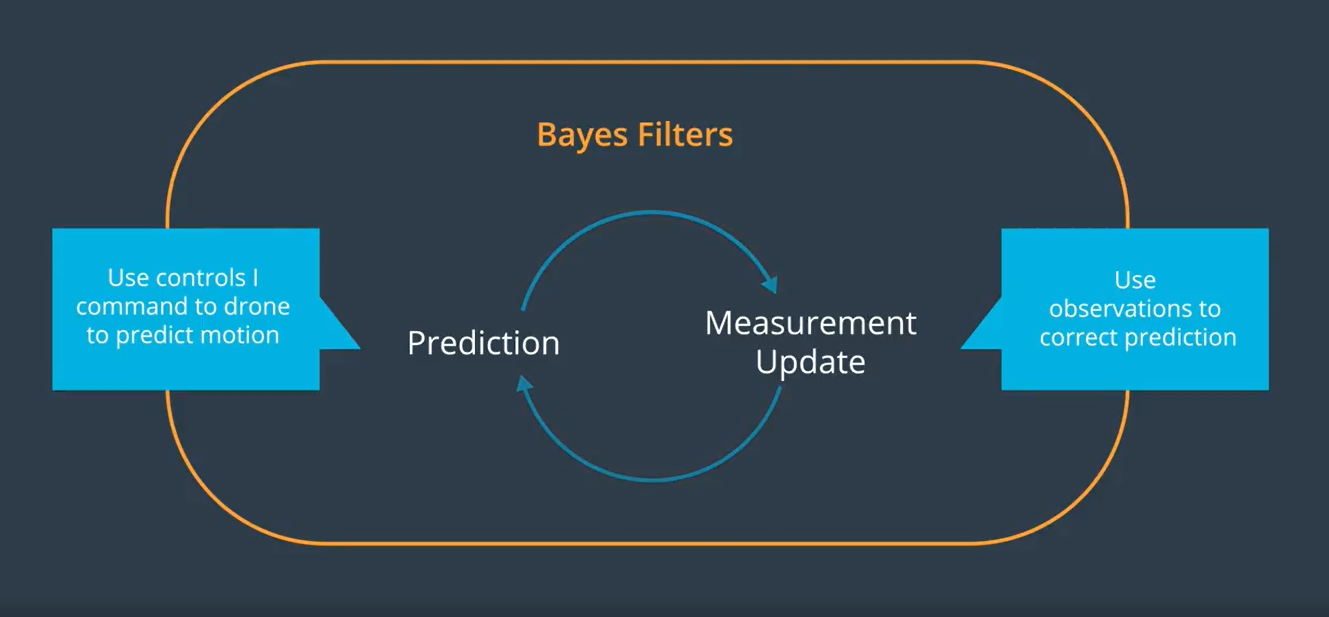 Bayes Filters
Use controls I
command to drone
to predict motion
Prediction
Measurement
Update
Use
observations to
correct prediction